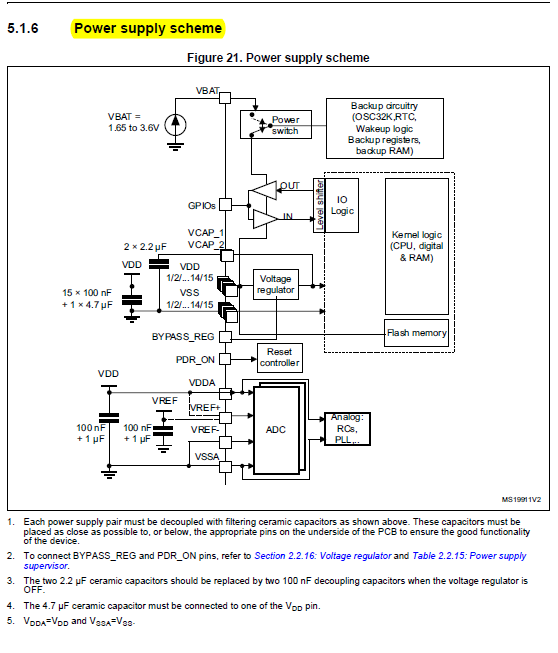 5.1.6 Power supply scheme
Figure 21. Power supply scheme
VBAT
VBAT =
1.65 to 3.6V
Power
switch
Backup circuitry
(OSC32K,RTC,
Wakeup logic
Backup registers,
backup RAM)
GPIOs
OUT
IN
Level shifter
IO
Logic
Kernel logic
(CPU, digital
& RAM)
VCAP_1
VCAP_2
2 × 2.2 µF
VDD
15 × 100 nF
+ 1 × 4.7 µF
VDD
1/2/...14/15
VSS
1/2/...14/15
Voltage
regulator
Flash memory
BYPASS_REG
PDR_ON
Reset
controller
VDD
VDDA
VREF
VREF+
VREF-
VSSA
100 nF
+ 1 µF
100 nF
+ 1 µF
ADC
Analog:
RCs,
PLL,..
MS19911V2
1. Each power supply pair must be decoupled with filtering ceramic capacitors as shown above. These capacitors must be
placed as close as possible to, or below, the appropriate pins on the underside of the PCB to ensure the good functionality
of the device.
2. To connect BYPASS_REG and PDR_ON pins, refer to Section 2.2.16: Voltage regulator and Table 2.2.15: Power supply
supervisor.
3. The two 2.2 µF ceramic capacitors should be replaced by two 100 nF decoupling capacitors when the voltage regulator is
OFF.
4. The 4.7 µF ceramic capacitor must be connected to one of the VDD pin.
5. VDDA=VDD and VSSA=VSS.